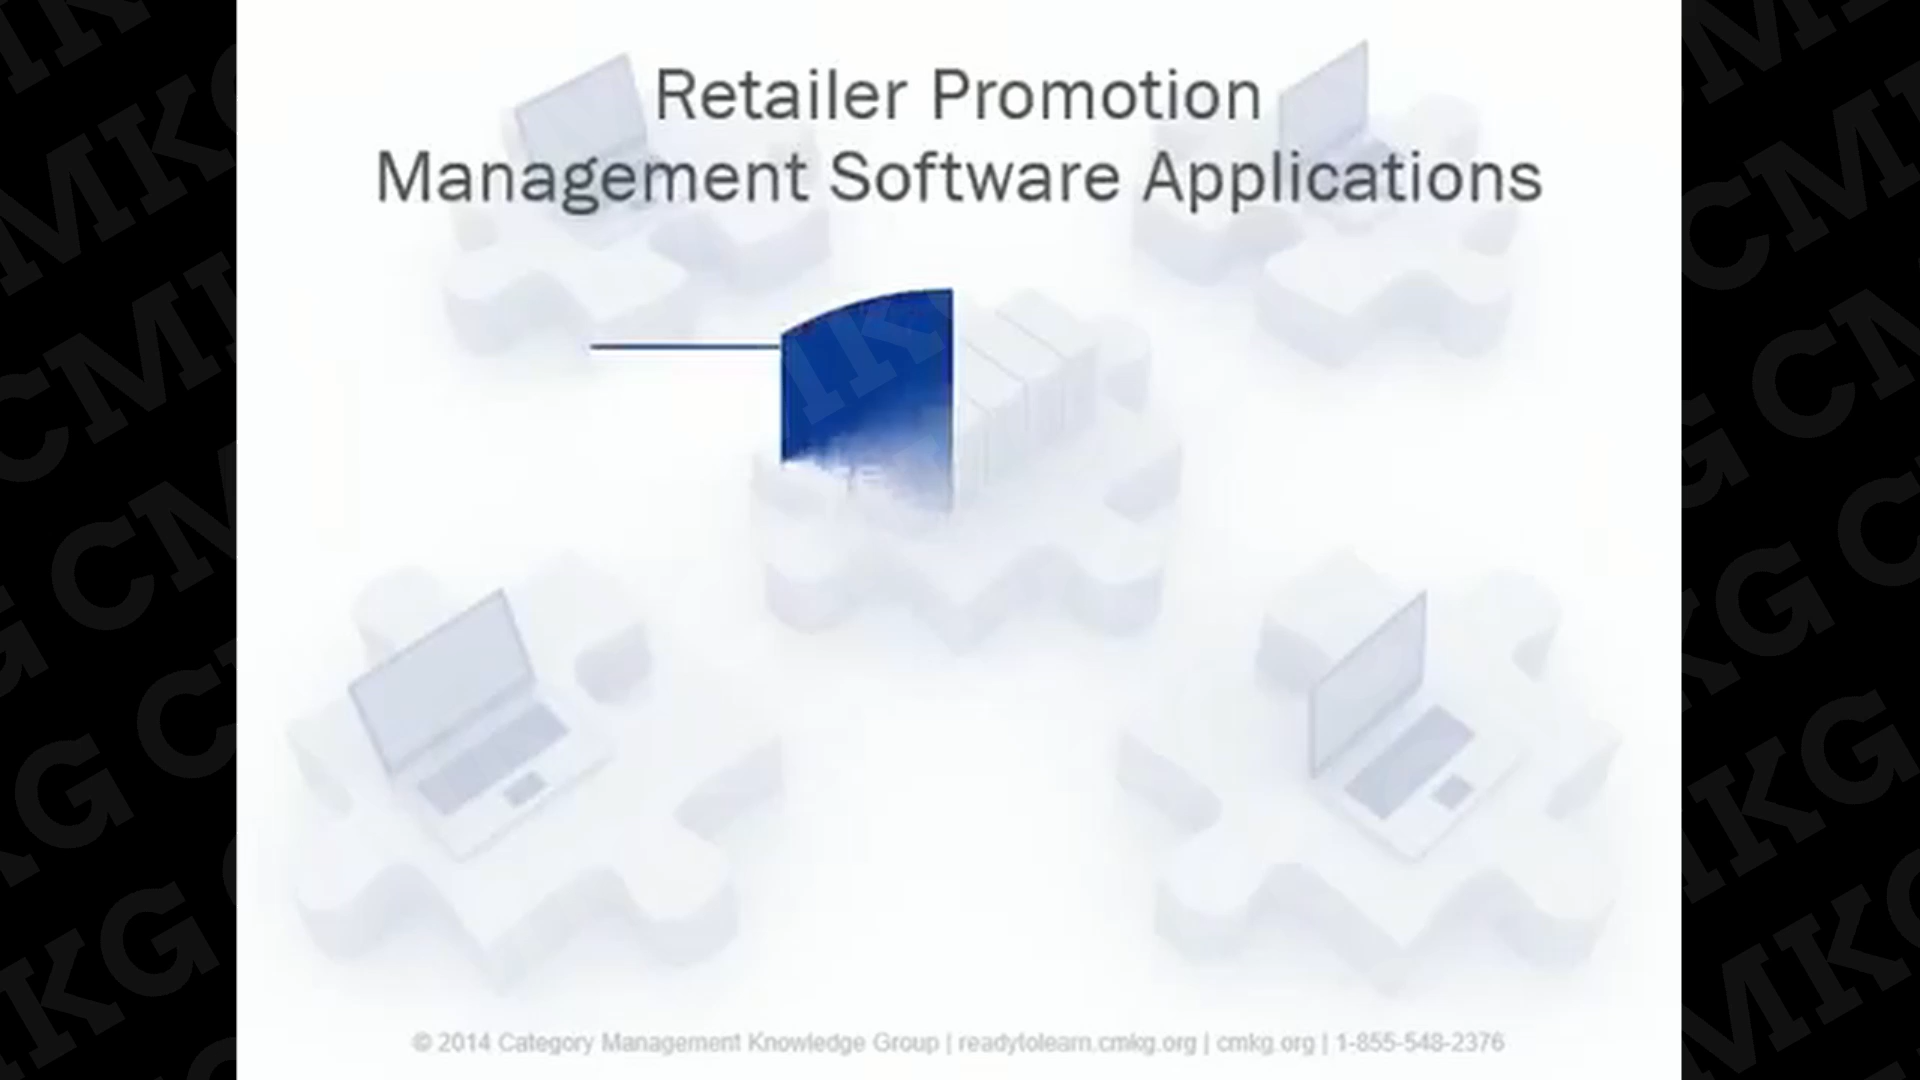 Retailer Promotion
Management Software Applications
© 2014 Category Management Knowledge Group | readytolearn.cmkg.org | cmkg.org | 1-855-548-2376